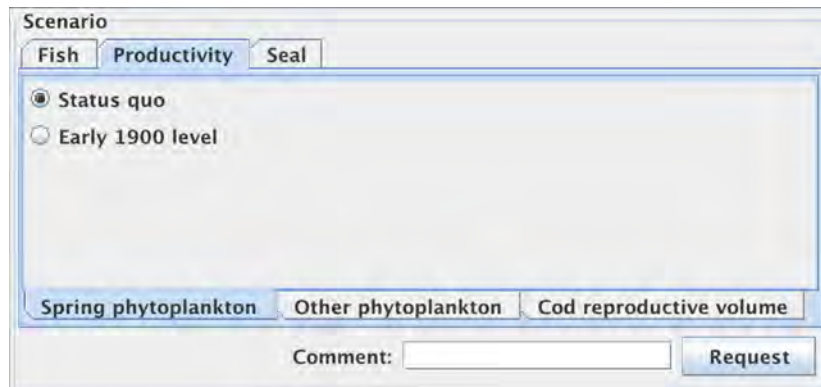 Scenario
Fish Productivity Seal
Status quo
Early 1900 level
Spring phytoplankton Other phytoplankton Cod reproductive volume
Comment: Request